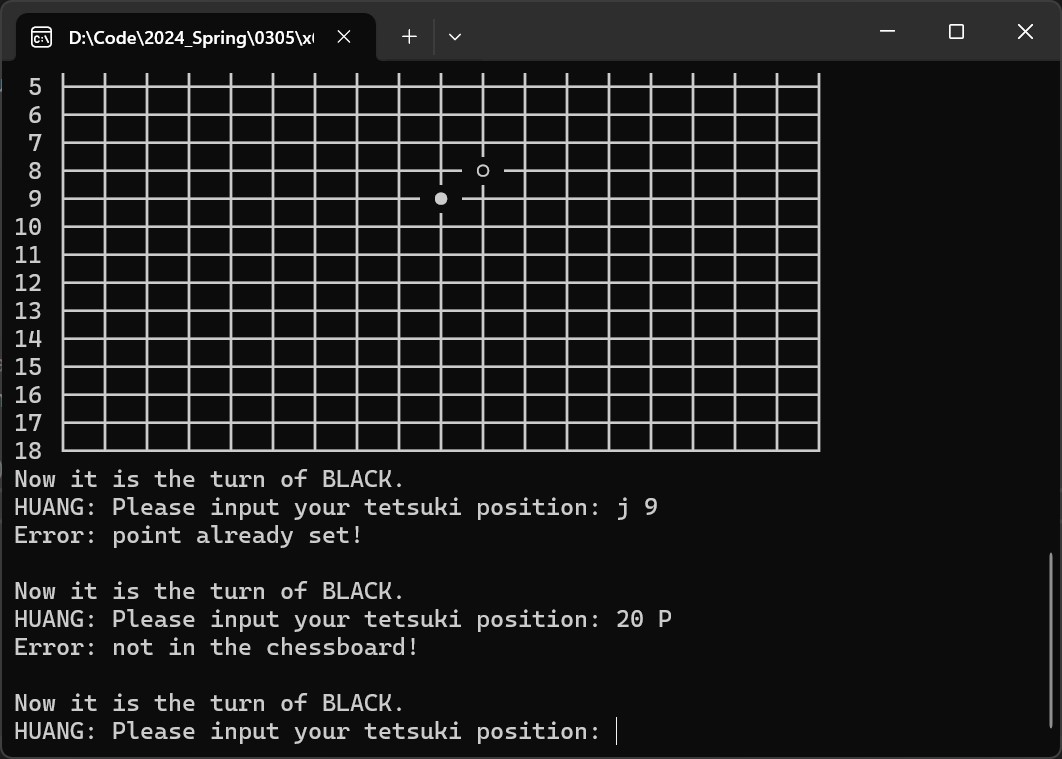 D:\Code\2024_Spring\0305\x
5
6
7
8
9
10
11
12
13
14
15
16
17
18
Now it is the turn of BLACK.
HUANG: Please input your tetsuki position: j 9
Error: point already set!
Now it is the turn of BLACK.
HUANG: Please input your tetsuki position: 20 P
Error: not in the chessboard!
Now it is the turn of BLACK.
HUANG: Please input your tetsuki position: